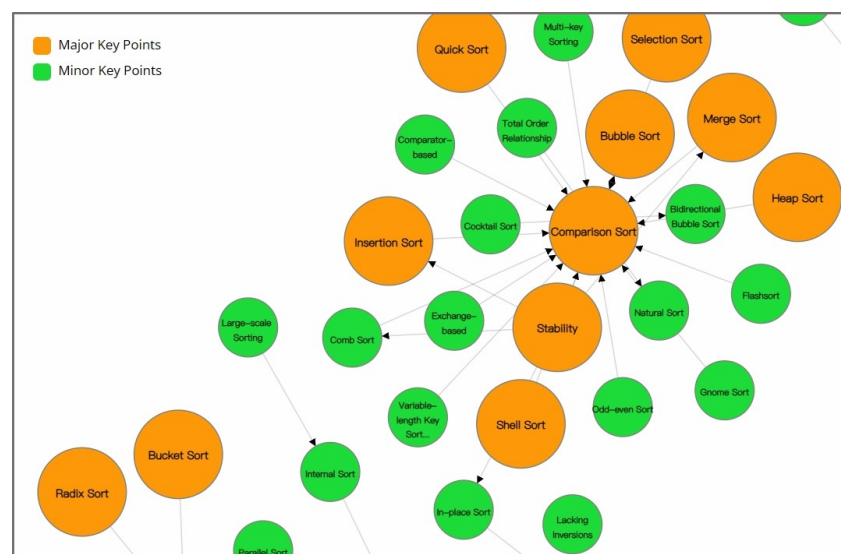 Major Key Points
Minor Key Points
Quick Sort
Multi-key
Sorting
Selection Sort
Comparator-
based
Total Order
Relationship
Bubble Sort
Merge Sort
Heap Sort
Insertion Sort
Cocktail Sort
Comparison Sort
Bidirectional
Bubble Sort
Large-scale
Sorting
Comb Sort
Exchange-
based
Stability
Natural Sort
Flashsort
Variable-
length Key
Sort...
Shell Sort
Odd-even Sort
Gnome Sort
Radix Sort
Bucket Sort
Internal Sort
In-place Sort
Lacking
Inversions
Parallel Sort